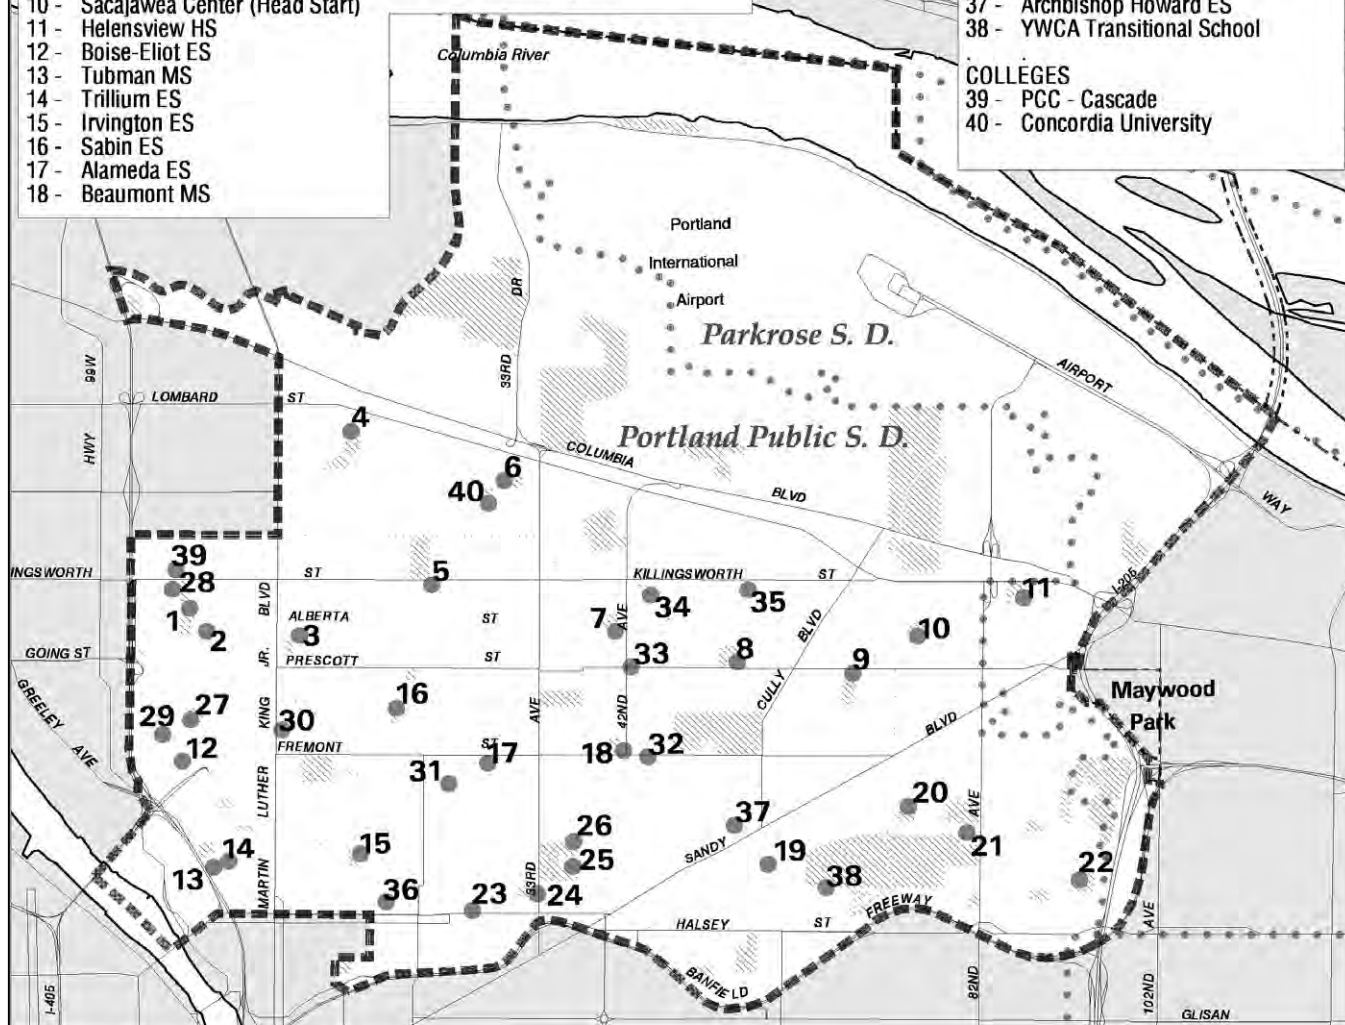 10 - Sacajawea Center (Head Start)
11 - Helensview HS
12 - Boise-Eliot ES
13 - Tubman MS
14 - Trillium ES
15 - Irvington ES
16 - Sabin ES
17 - Alameda ES
18 - Beaumont MS
37 - Archbishop Howard ES
38 - YWCA Transitional School
COLLEGES
39 - PCC - Cascade
40 - Concordia University
Columbia River
Portland
International
Airport
Parkrose S. D.
Portland Public S. D.
33RD DR
AIRPORT
WAY
HWY 99W
LOMBARD ST
4
COLUMBIA
BLVD
6
40
39
28
INGSWORTH
ST
5
KILLINGSWORTH ST
34
35
11
I-205
1
2
ALBERTA
ST
3
7
AVE
10
GOING ST
PRESCOTT
ST
33
8
9
CULLY
BLVD
Maywood
Park
GREELEY
AVE
29
27
12
30
16
FREMONT
ST
17
31
18
32
42ND
AVE
BLVD
MARTIN
LUTHER
KING
JR.
BLVD
13
14
15
36
23
24
25
26
33RD
37
SANDY
19
38
20
21
AVE
22
HALSEY
ST
FREEWAY
BANFIELD
82ND
AVE
102ND
I-405
GLISAN